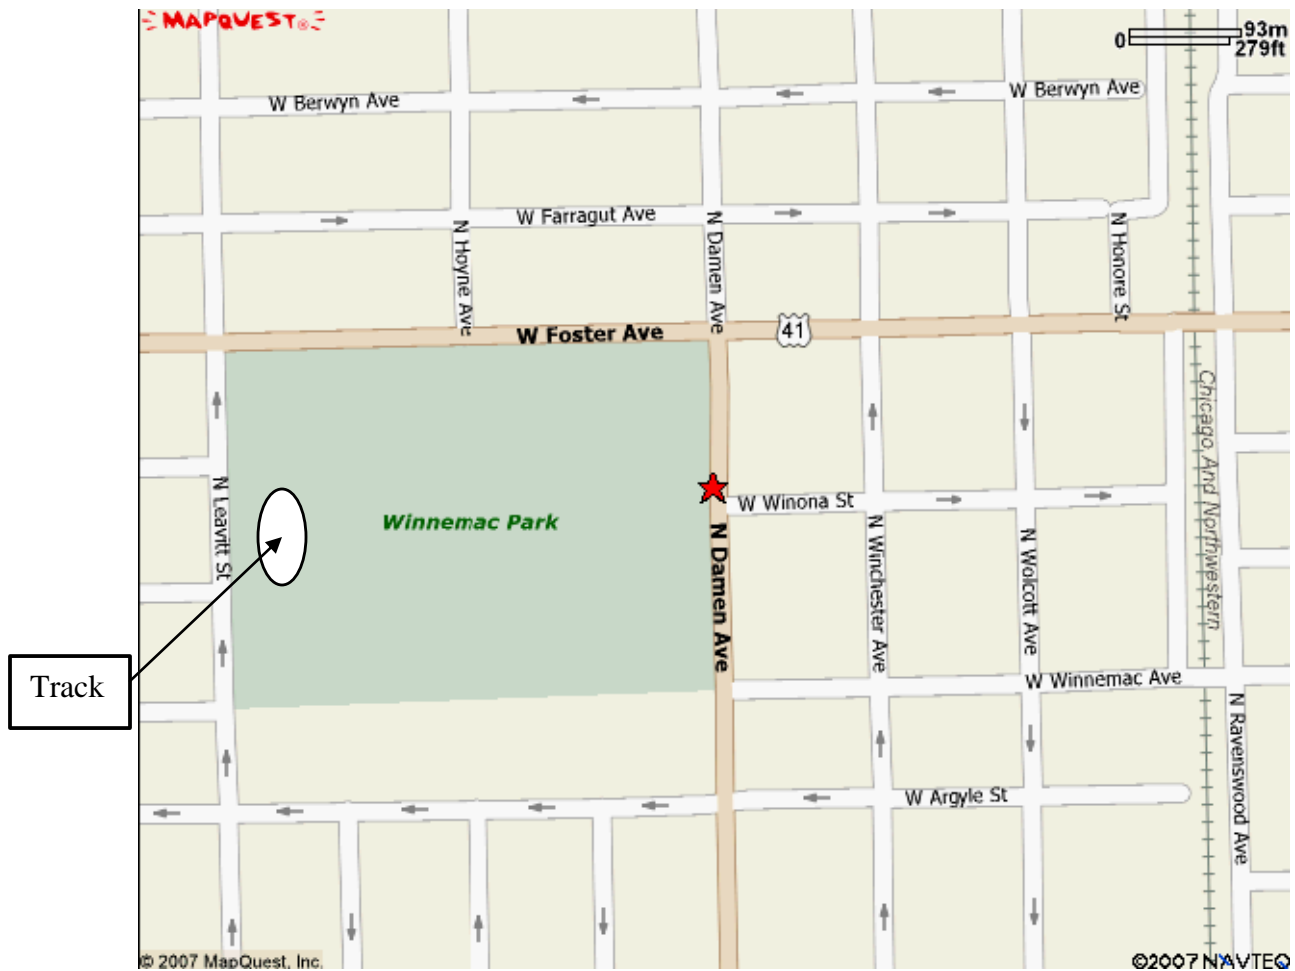 MAPQUEST®
0 93m
279ft
W Berwyn Ave
W Berwyn Ave
W Farragut Ave
N Hoyne Ave
N Damen Ave
N Honore St
W Foster Ave
41
Chicago And Northwestern
N Leavitt St
Winnemac Park
W Winona St
N Damen Ave
N Winchester Ave
N Wolcott Ave
Track
W Winnemac Ave
N Ravenswood Ave
W Argyle St
© 2007 MapQuest, Inc.
©2007 NAVTEQ